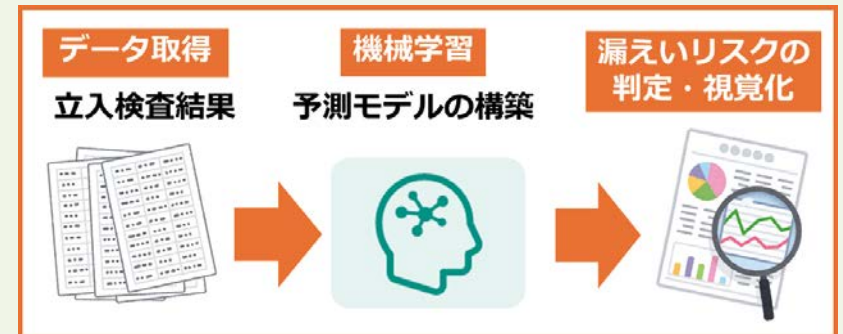 データ取得
立入検査結果
機械学習
予測モデルの構築
漏えいリスクの
判定・視覚化